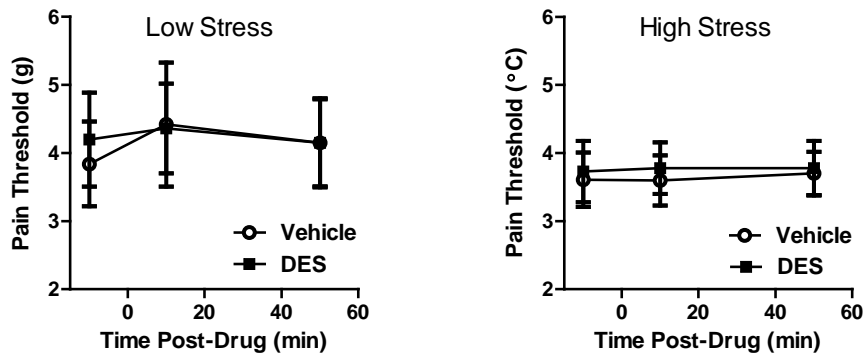 Low Stress
Pain Threshold (g)
6
5
4
3
2
Vehicle
DES
0 20 40 60
Time Post-Drug (min)
High Stress
Pain Threshold (°C)
6
5
4
3
2
Vehicle
DES
0 20 40 60
Time Post-Drug (min)